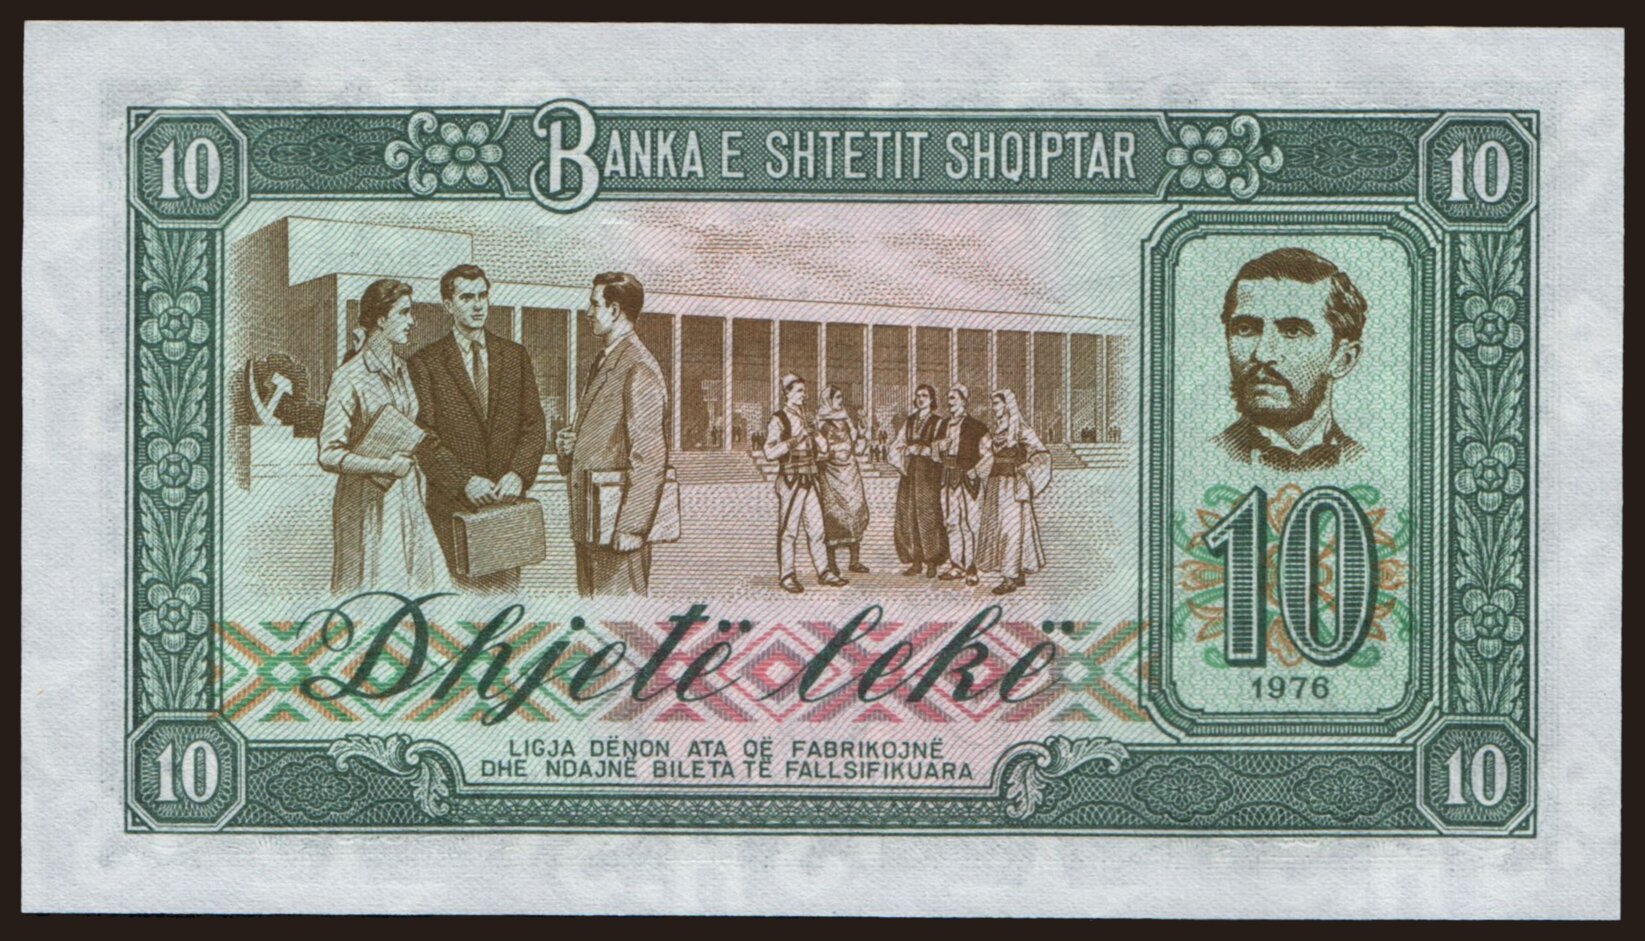 10
BANKA E SHTETIT SHQIPTAR
10
Dhjetë lekë
10
1976
LIGJA DËNON ATA QË FABRIKOJNË
DHE NDAJNË BILETA TË FALLSIFIKUARA
10
10